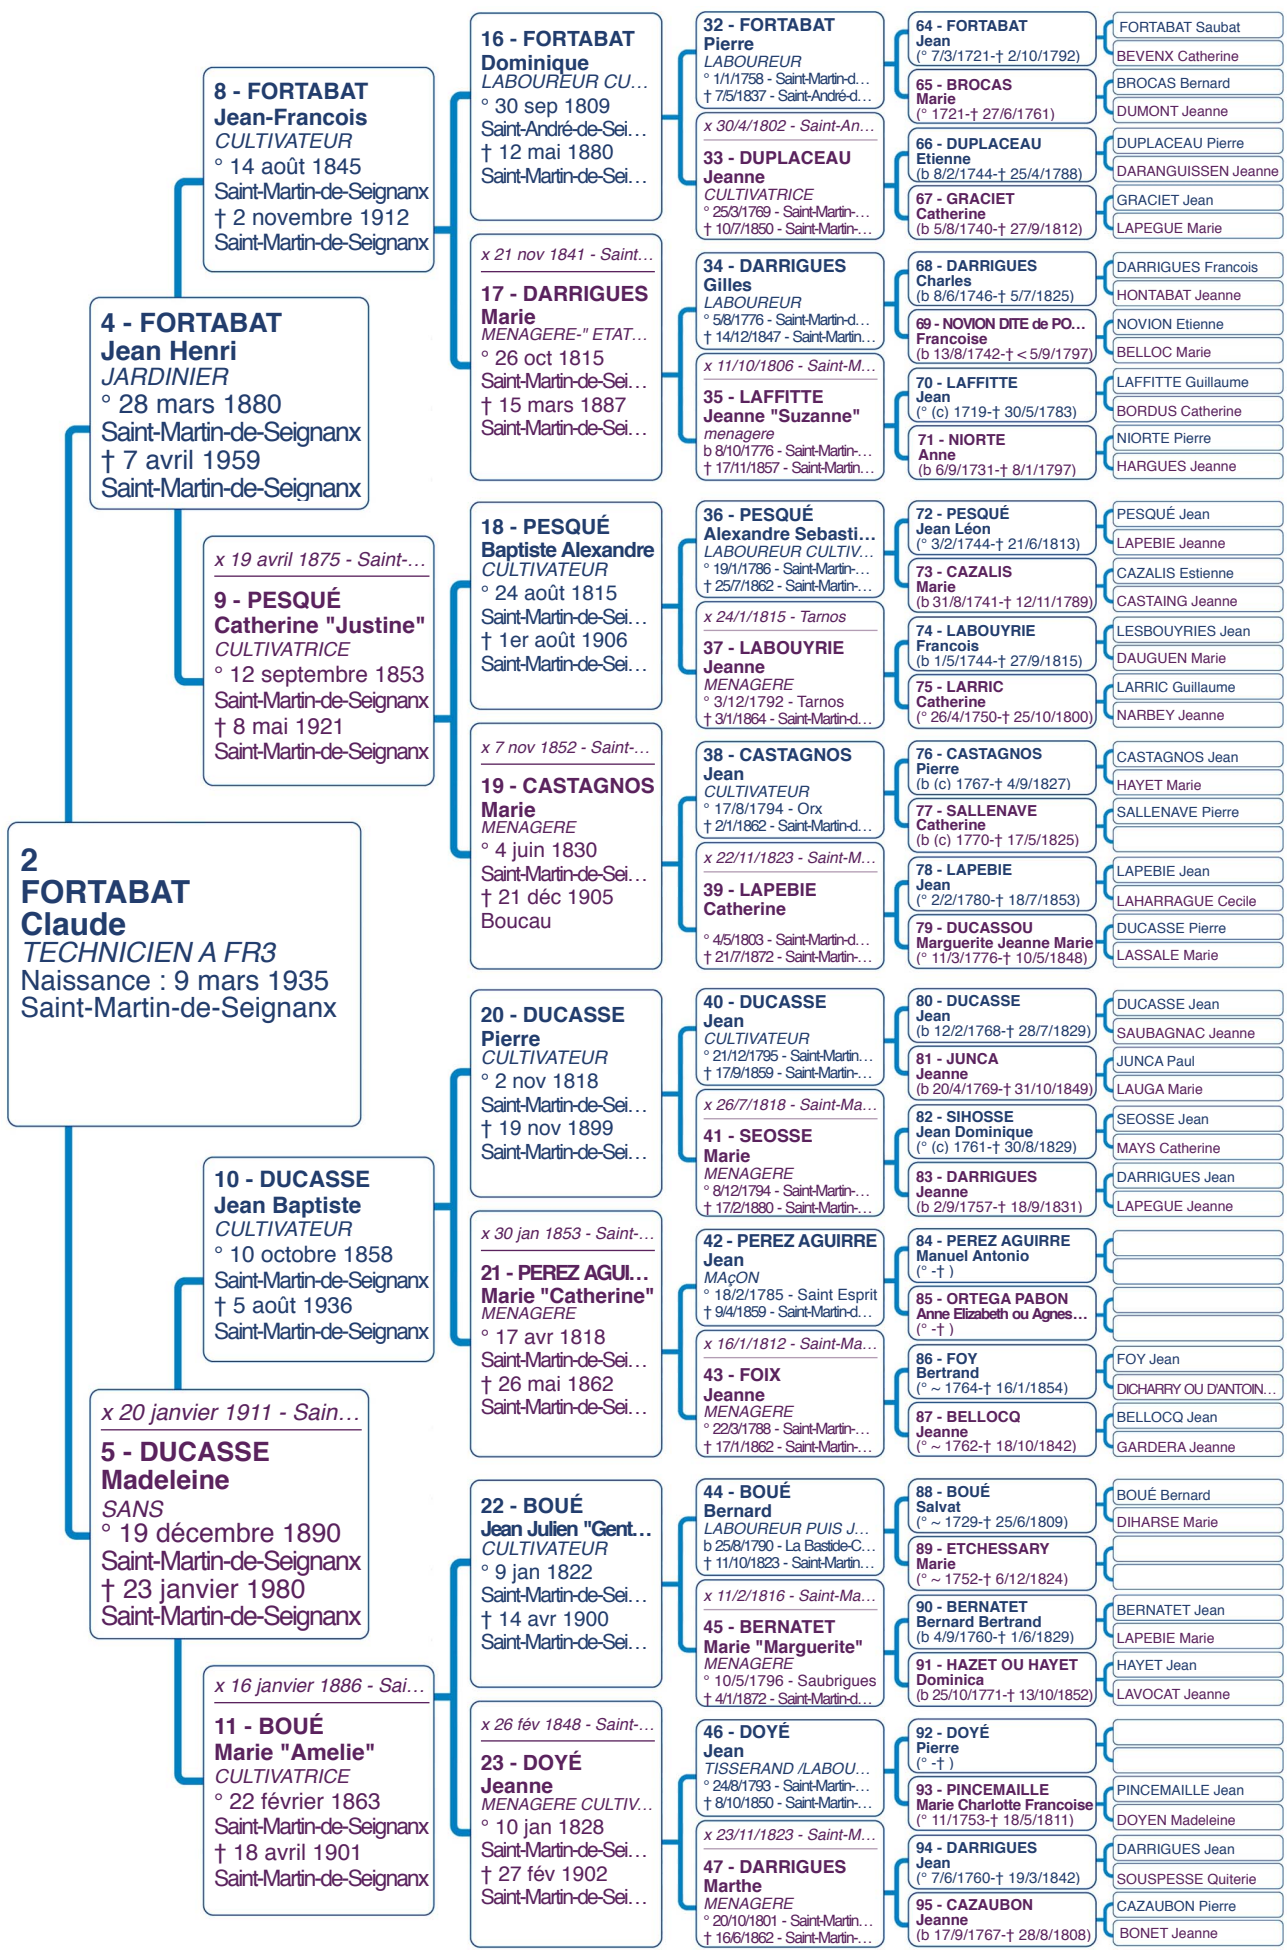 2
FORTABAT
Claude
TECHNICIEN A FR3
Naissance : 9 mars 1935
Saint-Martin-de-Seignanx
4 - FORTABAT
Jean Henri
JARDINIER
° 28 mars 1880
Saint-Martin-de-Seignanx
† 7 avril 1959
Saint-Martin-de-Seignanx
x 20 janvier 1911 - Sain…
5 - DUCASSE
Madeleine
SANS
° 19 décembre 1890
Saint-Martin-de-Seignanx
† 23 janvier 1980
Saint-Martin-de-Seignanx
8 - FORTABAT
Jean-Francois
CULTIVATEUR
° 14 août 1845
Saint-Martin-de-Seignanx
† 2 novembre 1912
Saint-Martin-de-Seignanx
x 19 avril 1875 - Saint-…
9 - PESQUÉ
Catherine "Justine"
CULTIVATRICE
° 12 septembre 1853
Saint-Martin-de-Seignanx
† 8 mai 1921
Saint-Martin-de-Seignanx
10 - DUCASSE
Jean Baptiste
CULTIVATEUR
° 10 octobre 1858
Saint-Martin-de-Seignanx
† 5 août 1936
Saint-Martin-de-Seignanx
x 16 janvier 1886 - Sai…
11 - BOUÉ
Marie "Amelie"
CULTIVATRICE
° 22 février 1863
Saint-Martin-de-Seignanx
† 18 avril 1901
Saint-Martin-de-Seignanx
16 - FORTABAT
Dominique
LABOUREUR CU…
° 30 sep 1809
Saint-André-de-Sei…
† 12 mai 1880
Saint-Martin-de-Sei…
x 21 nov 1841 - Saint…
17 - DARRIGUES
Marie
MENAGERE-" ETAT…
° 26 oct 1815
Saint-Martin-de-Sei…
† 15 mars 1887
Saint-Martin-de-Sei…
18 - PESQUÉ
Baptiste Alexandre
CULTIVATEUR
° 24 août 1815
Saint-Martin-de-Sei…
† 1er août 1906
Saint-Martin-de-Sei…
x 7 nov 1852 - Saint-…
19 - CASTAGNOS
Marie
MENAGERE
° 4 juin 1830
Saint-Martin-de-Sei…
† 21 déc 1905
Boucau
20 - DUCASSE
Pierre
CULTIVATEUR
° 2 nov 1818
Saint-Martin-de-Sei…
† 19 nov 1899
Saint-Martin-de-Sei…
x 30 jan 1853 - Saint-…
21 - PEREZ AGUI…
Marie "Catherine"
MENAGERE
° 17 avr 1818
Saint-Martin-de-Sei…
† 26 mai 1862
Saint-Martin-de-Sei…
22 - BOUÉ
Jean Julien "Gent…
CULTIVATEUR
° 9 jan 1822
Saint-Martin-de-Sei…
† 14 avr 1900
Saint-Martin-de-Sei…
x 26 fév 1848 - Saint-…
23 - DOYÉ
Jeanne
MENAGERE CULTIV…
° 10 jan 1828
Saint-Martin-de-Sei…
† 27 fév 1902
Saint-Martin-de-Sei…
32 - FORTABAT
Pierre
LABOUREUR
° 1/1/1758 - Saint-Martin-d…
† 7/5/1837 - Saint-André-d…
x 30/4/1802 - Saint-An…
33 - DUPLACEAU
Jeanne
CULTIVATRICE
° 25/3/1769 - Saint-Martin-…
† 10/7/1850 - Saint-Martin-…
34 - DARRIGUES
Gilles
LABOUREUR
° 5/8/1776 - Saint-Martin-d…
† 14/12/1847 - Saint-Martin…
x 11/10/1806 - Saint-M…
35 - LAFFITTE
Jeanne "Suzanne"
menagere
b 8/10/1776 - Saint-Martin-…
† 17/11/1857 - Saint-Martin…
36 - PESQUÉ
Alexandre Sebasti…
LABOUREUR CULTIV…
° 19/1/1786 - Saint-Martin-…
† 25/7/1862 - Saint-Martin-…
x 24/1/1815 - Tarnos
37 - LABOUYRIE
Jeanne
MENAGERE
° 3/12/1792 - Tarnos
† 3/1/1864 - Saint-Martin-d…
38 - CASTAGNOS
Jean
CULTIVATEUR
° 17/8/1794 - Orx
† 2/1/1862 - Saint-Martin-d…
x 22/11/1823 - Saint-M…
39 - LAPEBIE
Catherine
° 4/5/1803 - Saint-Martin-d…
† 21/7/1872 - Saint-Martin-…
40 - DUCASSE
Jean
CULTIVATEUR
° 21/12/1795 - Saint-Martin…
† 17/9/1859 - Saint-Martin-…
x 26/7/1818 - Saint-Ma…
41 - SEOSSE
Marie
MENAGERE
° 8/12/1794 - Saint-Martin-…
† 17/2/1880 - Saint-Martin-…
42 - PEREZ AGUIRRE
Jean
MAçON
° 18/2/1785 - Saint Esprit
† 9/4/1859 - Saint-Martin-d…
x 16/1/1812 - Saint-Ma…
43 - FOIX
Jeanne
MENAGERE
° 22/3/1788 - Saint-Martin-…
† 17/1/1862 - Saint-Martin-…
44 - BOUÉ
Bernard
LABOUREUR PUIS J…
b 25/8/1790 - La Bastide-C…
† 11/10/1823 - Saint-Martin…
x 11/2/1816 - Saint-Ma…
45 - BERNATET
Marie "Marguerite"
MENAGERE
° 10/5/1796 - Saubrigues
† 4/1/1872 - Saint-Martin-d…
46 - DOYÉ
Jean
TISSERAND /LABOU…
° 24/8/1793 - Saint-Martin-…
† 8/10/1850 - Saint-Martin-…
x 23/11/1823 - Saint-M…
47 - DARRIGUES
Marthe
MENAGERE
° 20/10/1801 - Saint-Martin…
† 16/6/1862 - Saint-Martin-…
64 - FORTABAT
Jean
(° 7/3/1721-† 2/10/1792)
65 - BROCAS
Marie
(° 1721-† 27/6/1761)
66 - DUPLACEAU
Etienne
(b 8/2/1744-† 25/4/1788)
67 - GRACIET
Catherine
(b 5/8/1740-† 27/9/1812)
68 - DARRIGUES
Charles
(b 8/6/1746-† 5/7/1825)
69 - NOVION DITE de PO…
Francoise
(b 13/8/1742-† < 5/9/1797)
70 - LAFFITTE
Jean
(° (c) 1719-† 30/5/1783)
71 - NIORTE
Anne
(b 6/9/1731-† 8/1/1797)
72 - PESQUÉ
Jean Léon
(° 3/2/1744-† 21/6/1813)
73 - CAZALIS
Marie
(b 31/8/1741-† 12/11/1789)
74 - LABOUYRIE
Francois
(b 1/5/1744-† 27/9/1815)
75 - LARRIC
Catherine
(° 26/4/1750-† 25/10/1800)
76 - CASTAGNOS
Pierre
(b (c) 1767-† 4/9/1827)
77 - SALLENAVE
Catherine
(b (c) 1770-† 17/5/1825)
78 - LAPEBIE
Jean
(° 2/2/1780-† 18/7/1853)
79 - DUCASSOU
Marguerite Jeanne Marie
(° 11/3/1776-† 10/5/1848)
80 - DUCASSE
Jean
(b 12/2/1768-† 28/7/1829)
81 - JUNCA
Jeanne
(b 20/4/1769-† 31/10/1849)
82 - SIHOSSE
Jean Dominique
(° (c) 1761-† 30/8/1829)
83 - DARRIGUES
Jeanne
(b 2/9/1757-† 18/9/1831)
84 - PEREZ AGUIRRE
Manuel Antonio
(° -† )
85 - ORTEGA PABON
Anne Elizabeth ou Agnes…
(° -† )
86 - FOY
Bertrand
(° ~ 1764-† 16/1/1854)
87 - BELLOCQ
Jeanne
(° ~ 1762-† 18/10/1842)
88 - BOUÉ
Salvat
(° ~ 1729-† 25/6/1809)
89 - ETCHESSARY
Marie
(° ~ 1752-† 6/12/1824)
90 - BERNATET
Bernard Bertrand
(b 4/9/1760-† 1/6/1829)
91 - HAZET OU HAYET
Dominica
(b 25/10/1771-† 13/10/1852)
92 - DOYÉ
Pierre
(° -† )
93 - PINCEMAILLE
Marie Charlotte Francoise
(° 11/1753-† 18/5/1811)
94 - DARRIGUES
Jean
(° 7/6/1760-† 19/3/1842)
95 - CAZAUBON
Jeanne
(b 17/9/1767-† 28/8/1808)
FORTABAT Saubat
BEVENX Catherine
BROCAS Bernard
DUMONT Jeanne
DUPLACEAU Pierre
DARANGUISSEN Jeanne
GRACIET Jean
LAPEGUE Marie
DARRIGUES Francois
HONTABAT Jeanne
NOVION Etienne
BELLOC Marie
LAFFITTE Guillaume
BORDUS Catherine
NIORTE Pierre
HARGUES Jeanne
PESQUÉ Jean
LAPEBIE Jeanne
CAZALIS Estienne
CASTAING Jeanne
LESBOUYRIES Jean
DAUGUEN Marie
LARRIC Guillaume
NARBEY Jeanne
CASTAGNOS Jean
HAYET Marie
SALLENAVE Pierre
LAPEBIE Jean
LAHARRAGUE Cecile
DUCASSE Pierre
LASSALE Marie
DUCASSE Jean
SAUBAGNAC Jeanne
JUNCA Paul
LAUGA Marie
SEOSSE Jean
MAYS Catherine
DARRIGUES Jean
LAPEGUE Jeanne
FOY Jean
DICHARRY OU D'ANTOIN…
BELLOCQ Jean
GARDERA Jeanne
BOUÉ Bernard
DIHARSE Marie
BERNATET Jean
LAPEBIE Marie
HAYET Jean
LAVOCAT Jeanne
PINCEMAILLE Jean
DOYEN Madeleine
DARRIGUES Jean
SOUSPESSE Quiterie
CAZAUBON Pierre
BONET Jeanne